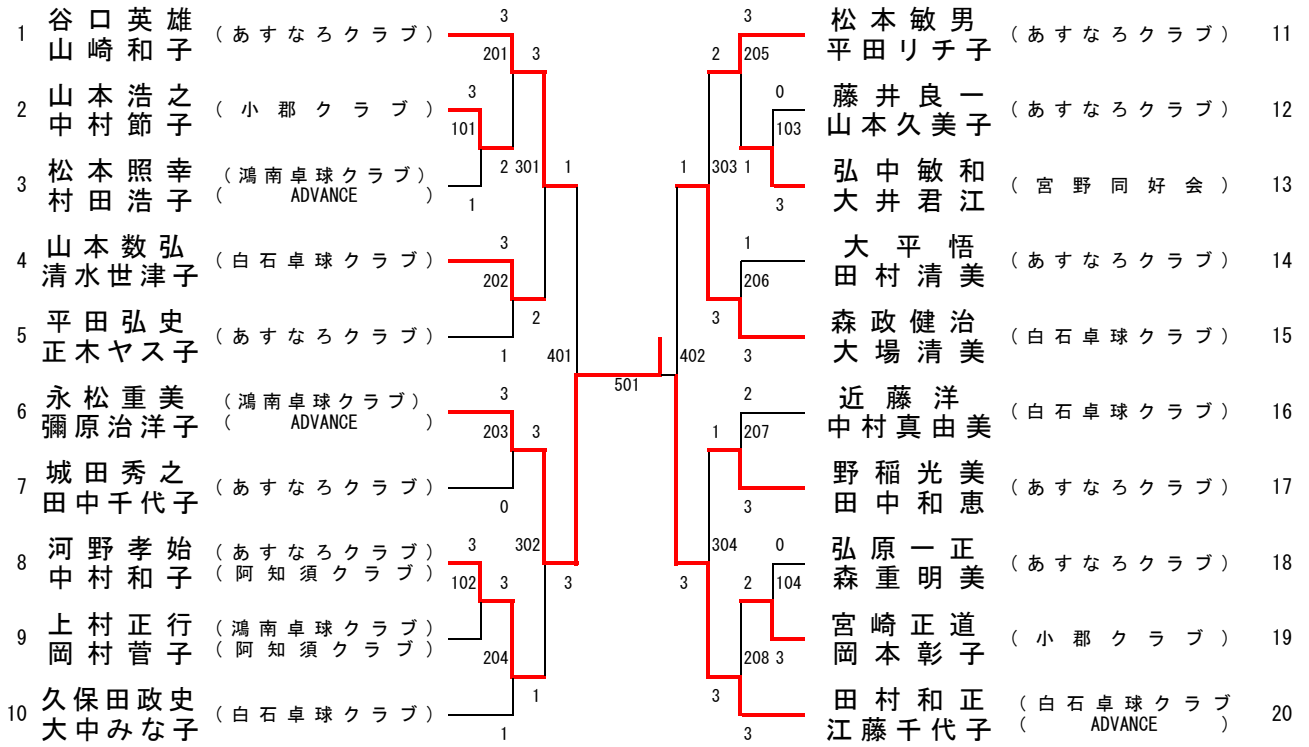 1 谷口英雄 山崎和子 (あすなろクラブ)
2 山本浩之 中村節子 (小郡クラブ)
3 松本照幸 村田浩子 (鴻南卓球クラブ) (ADVANCE)
4 山本数弘 清水世津子 (白石卓球クラブ)
5 平田弘史 正木ヤス子 (あすなろクラブ)
6 永松重美 彌原治洋子 (鴻南卓球クラブ) (ADVANCE)
7 城田秀之 田中千代子 (あすなろクラブ)
8 河野孝始 中村和子 (あすなろクラブ) (阿知須クラブ)
9 上村正行 岡村菅子 (鴻南卓球クラブ) (阿知須クラブ)
10 久保田政史 大中みな子 (白石卓球クラブ)
3
201 3
3
101
2 301 1
1
3
202
2
1 401
3
203 3
0
3 302
102 3 3
204
1
1
501
3
2 205
0
103
1 303 1
3
1
206
3
3
402
2
1 207
3
304 0
3 2 104
208 3
3
3
松本敏男 平田リチ子 (あすなろクラブ) 11
藤井良一 山本久美子 (あすなろクラブ) 12
弘中敏和 大井君江 (宮野同好会) 13
大平悟 田村清美 (あすなろクラブ) 14
森政健治 大場清美 (白石卓球クラブ) 15
近藤洋 中村真由美 (白石卓球クラブ) 16
野稲光美 田中和恵 (あすなろクラブ) 17
弘原一正 森重明美 (あすなろクラブ) 18
宮崎正道 岡本彰子 (小郡クラブ) 19
田村和正 江藤千代子 (白石卓球クラブ (ADVANCE) 20